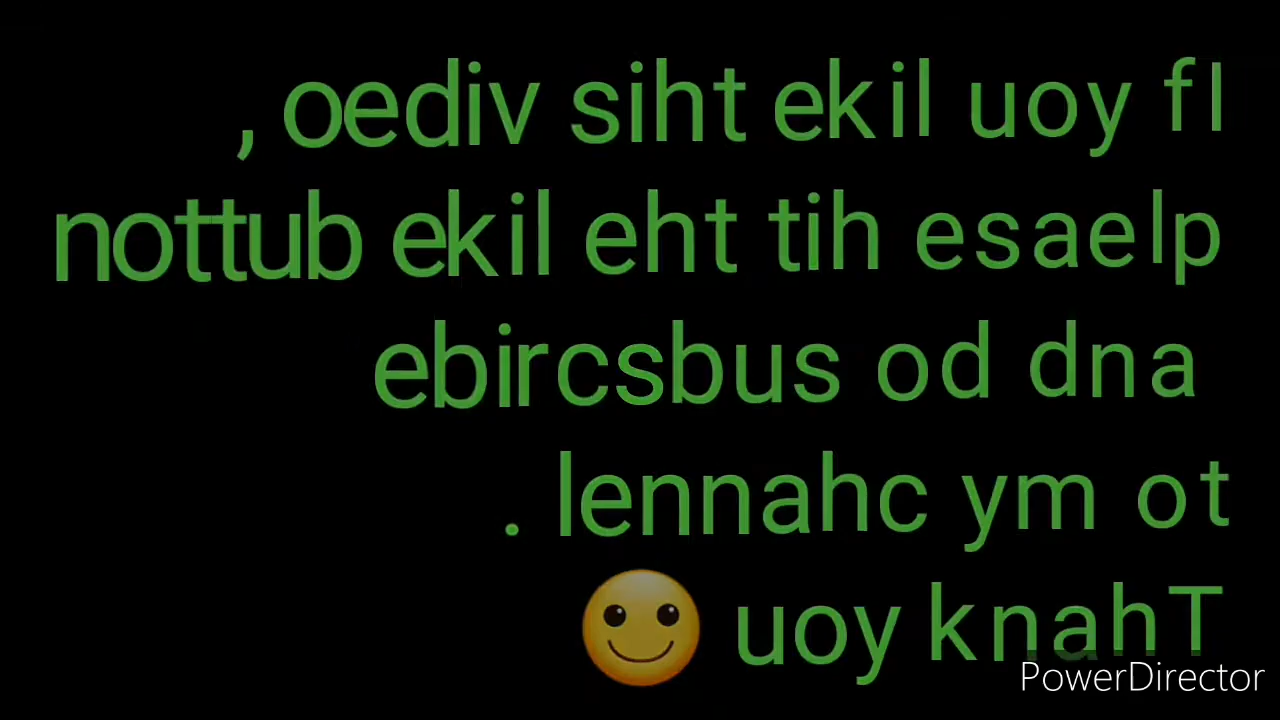 , oediv siht ekil uoy fI
nottub ekil eht tih esaelp
ebircsbus od dna
. lennahc ym ot
🙂 uoy knahT
PowerDirector